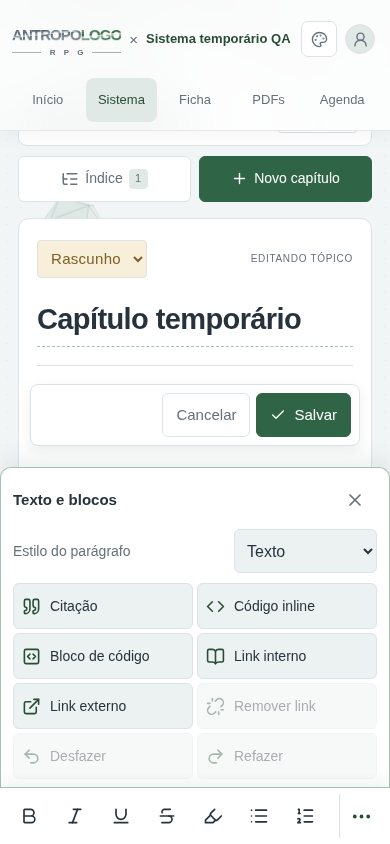 ANTROPOLOGO
RPG
× Sistema temporário QA
Início Sistema Ficha PDFs Agenda
Índice 1 Novo capítulo
Rascunho EDITANDO TÓPICO
Capítulo temporário
Cancelar Salvar
Texto e blocos
Estilo do parágrafo Texto
Citação Código inline
Bloco de código Link interno
Link externo Remover link
Desfazer Refazer